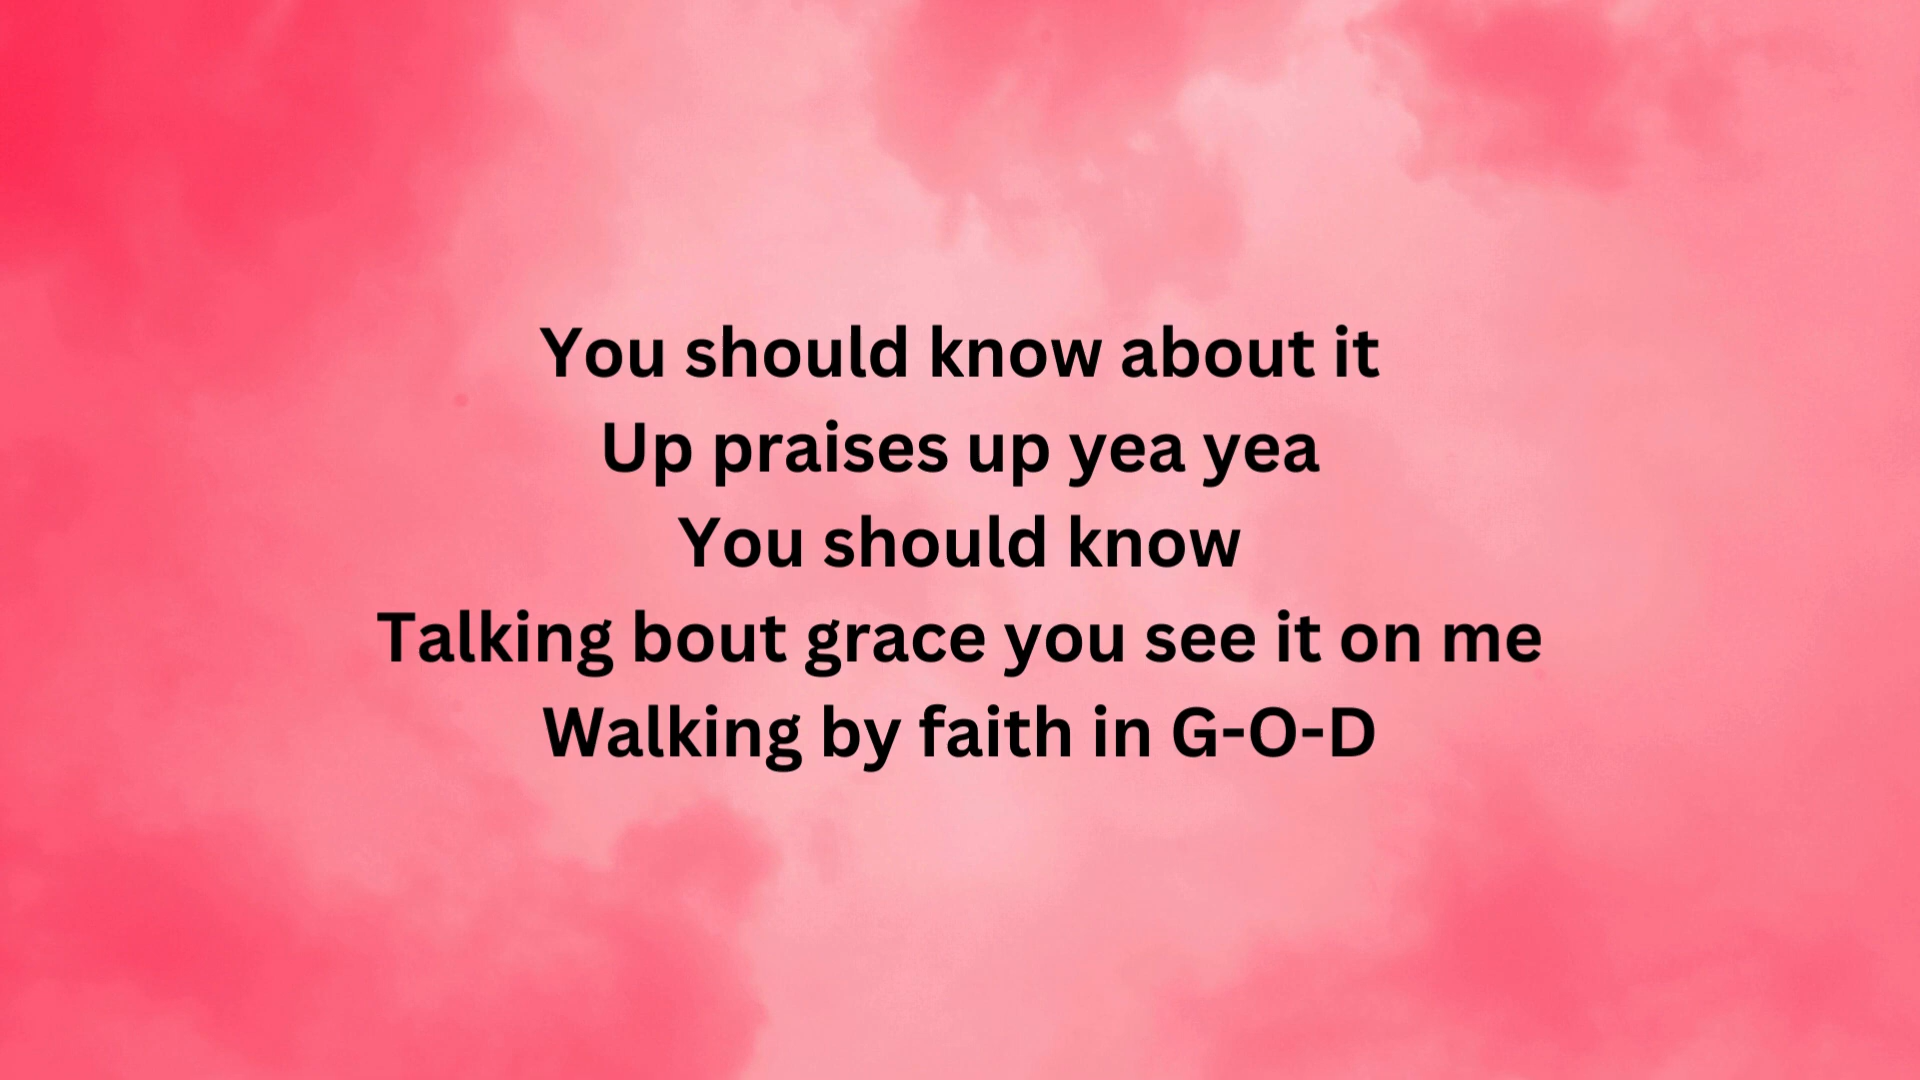 You should know about it
Up praises up yea yea
You should know
Talking bout grace you see it on me
Walking by faith in G-O-D